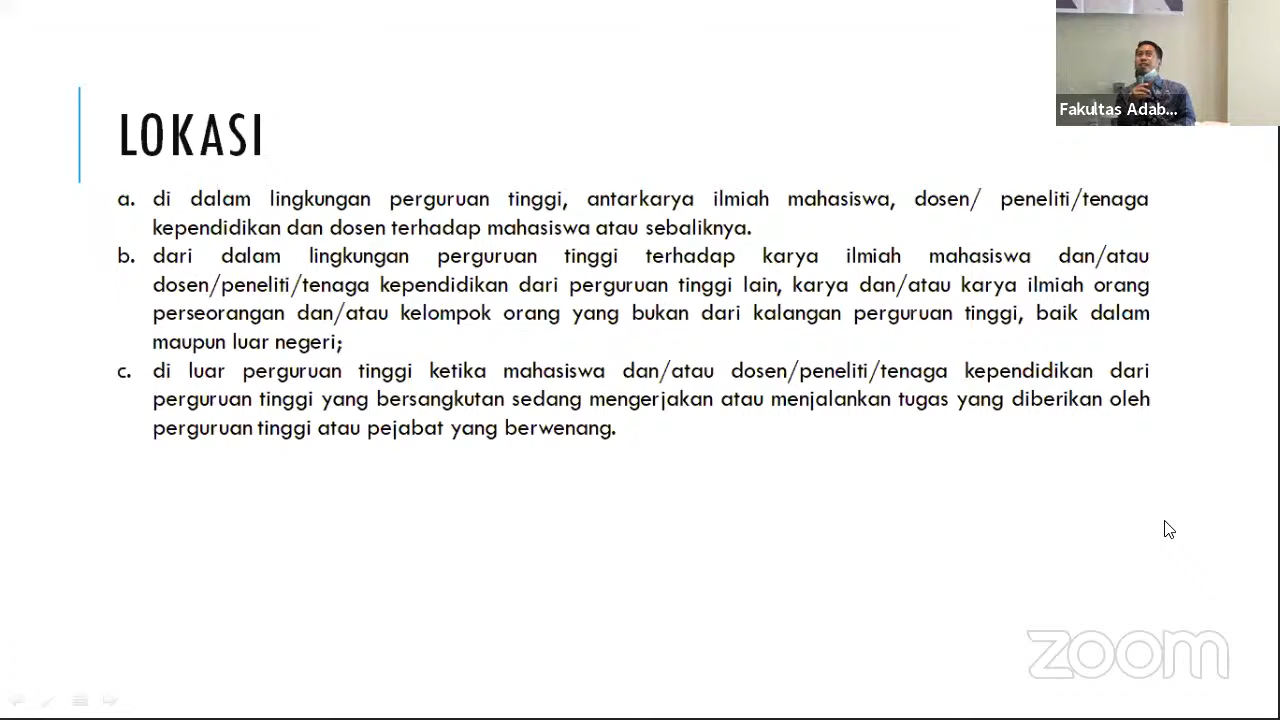 Fakultas Adab...
LOKASI
a. di dalam lingkungan perguruan tinggi, antarkarya ilmiah mahasiswa, dosen/ peneliti/tenaga
kependidikan dan dosen terhadap mahasiswa atau sebaliknya.
b. dari dalam lingkungan perguruan tinggi terhadap karya ilmiah mahasiswa dan/atau
dosen/peneliti/tenaga kependidikan dari perguruan tinggi lain, karya dan/atau karya ilmiah orang
perseorangan dan/atau kelompok orang yang bukan dari kalangan perguruan tinggi, baik dalam
maupun luar negeri;
c. di luar perguruan tinggi ketika mahasiswa dan/atau dosen/peneliti/tenaga kependidikan dari
perguruan tinggi yang bersangkutan sedang mengerjakan atau menjalankan tugas yang diberikan oleh
perguruan tinggi atau pejabat yang berwenang.
zoom